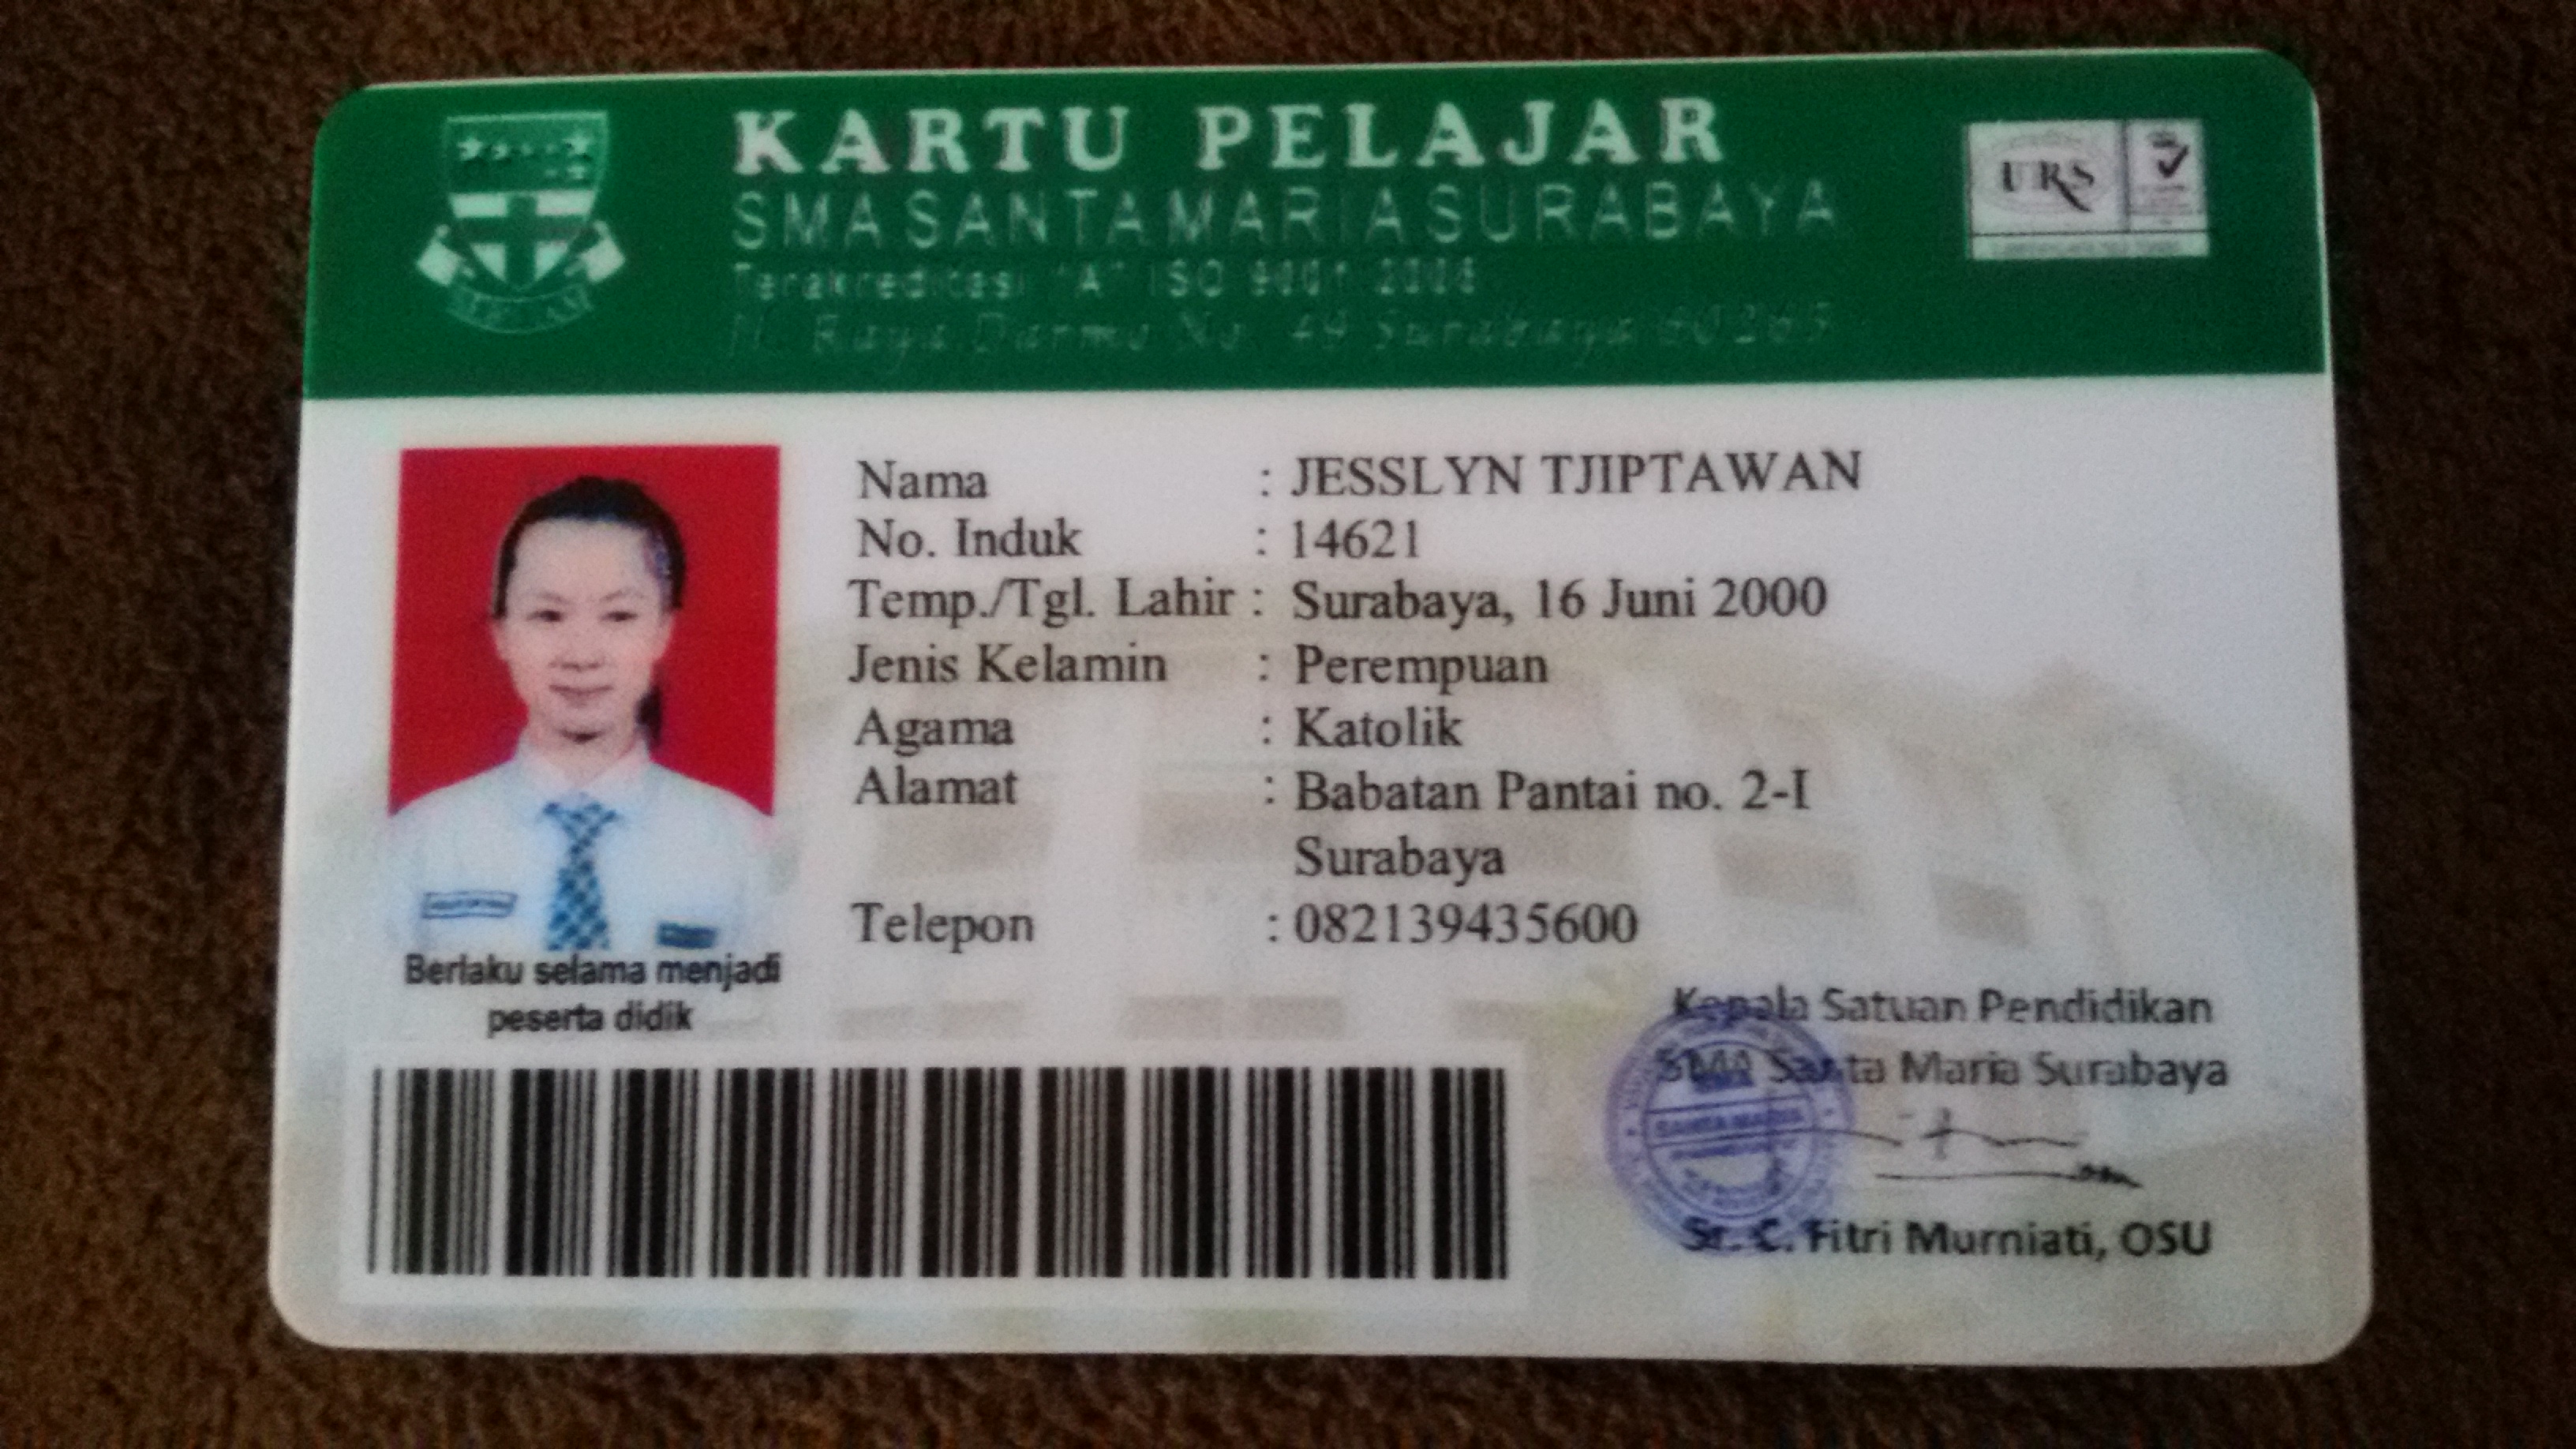 KARTU PELAJAR
SMA SANTA MARIA SURABAYA
Terakreditasi "A" ISO 9001 2008
Jl. Raya Darmo No. 49 Surabaya 60265
URS
Nama : JESSLYN TJIPTAWAN
No. Induk : 14621
Temp./Tgl. Lahir : Surabaya, 16 Juni 2000
Jenis Kelamin : Perempuan
Agama : Katolik
Alamat : Babatan Pantai no. 2-I
Surabaya
Telepon : 082139435600
Berlaku selama menjadi
peserta didik
Kepala Satuan Pendidikan
SMA Santa Maria Surabaya
SANTA MARIA
Sr. C. Fitri Murniati, OSU